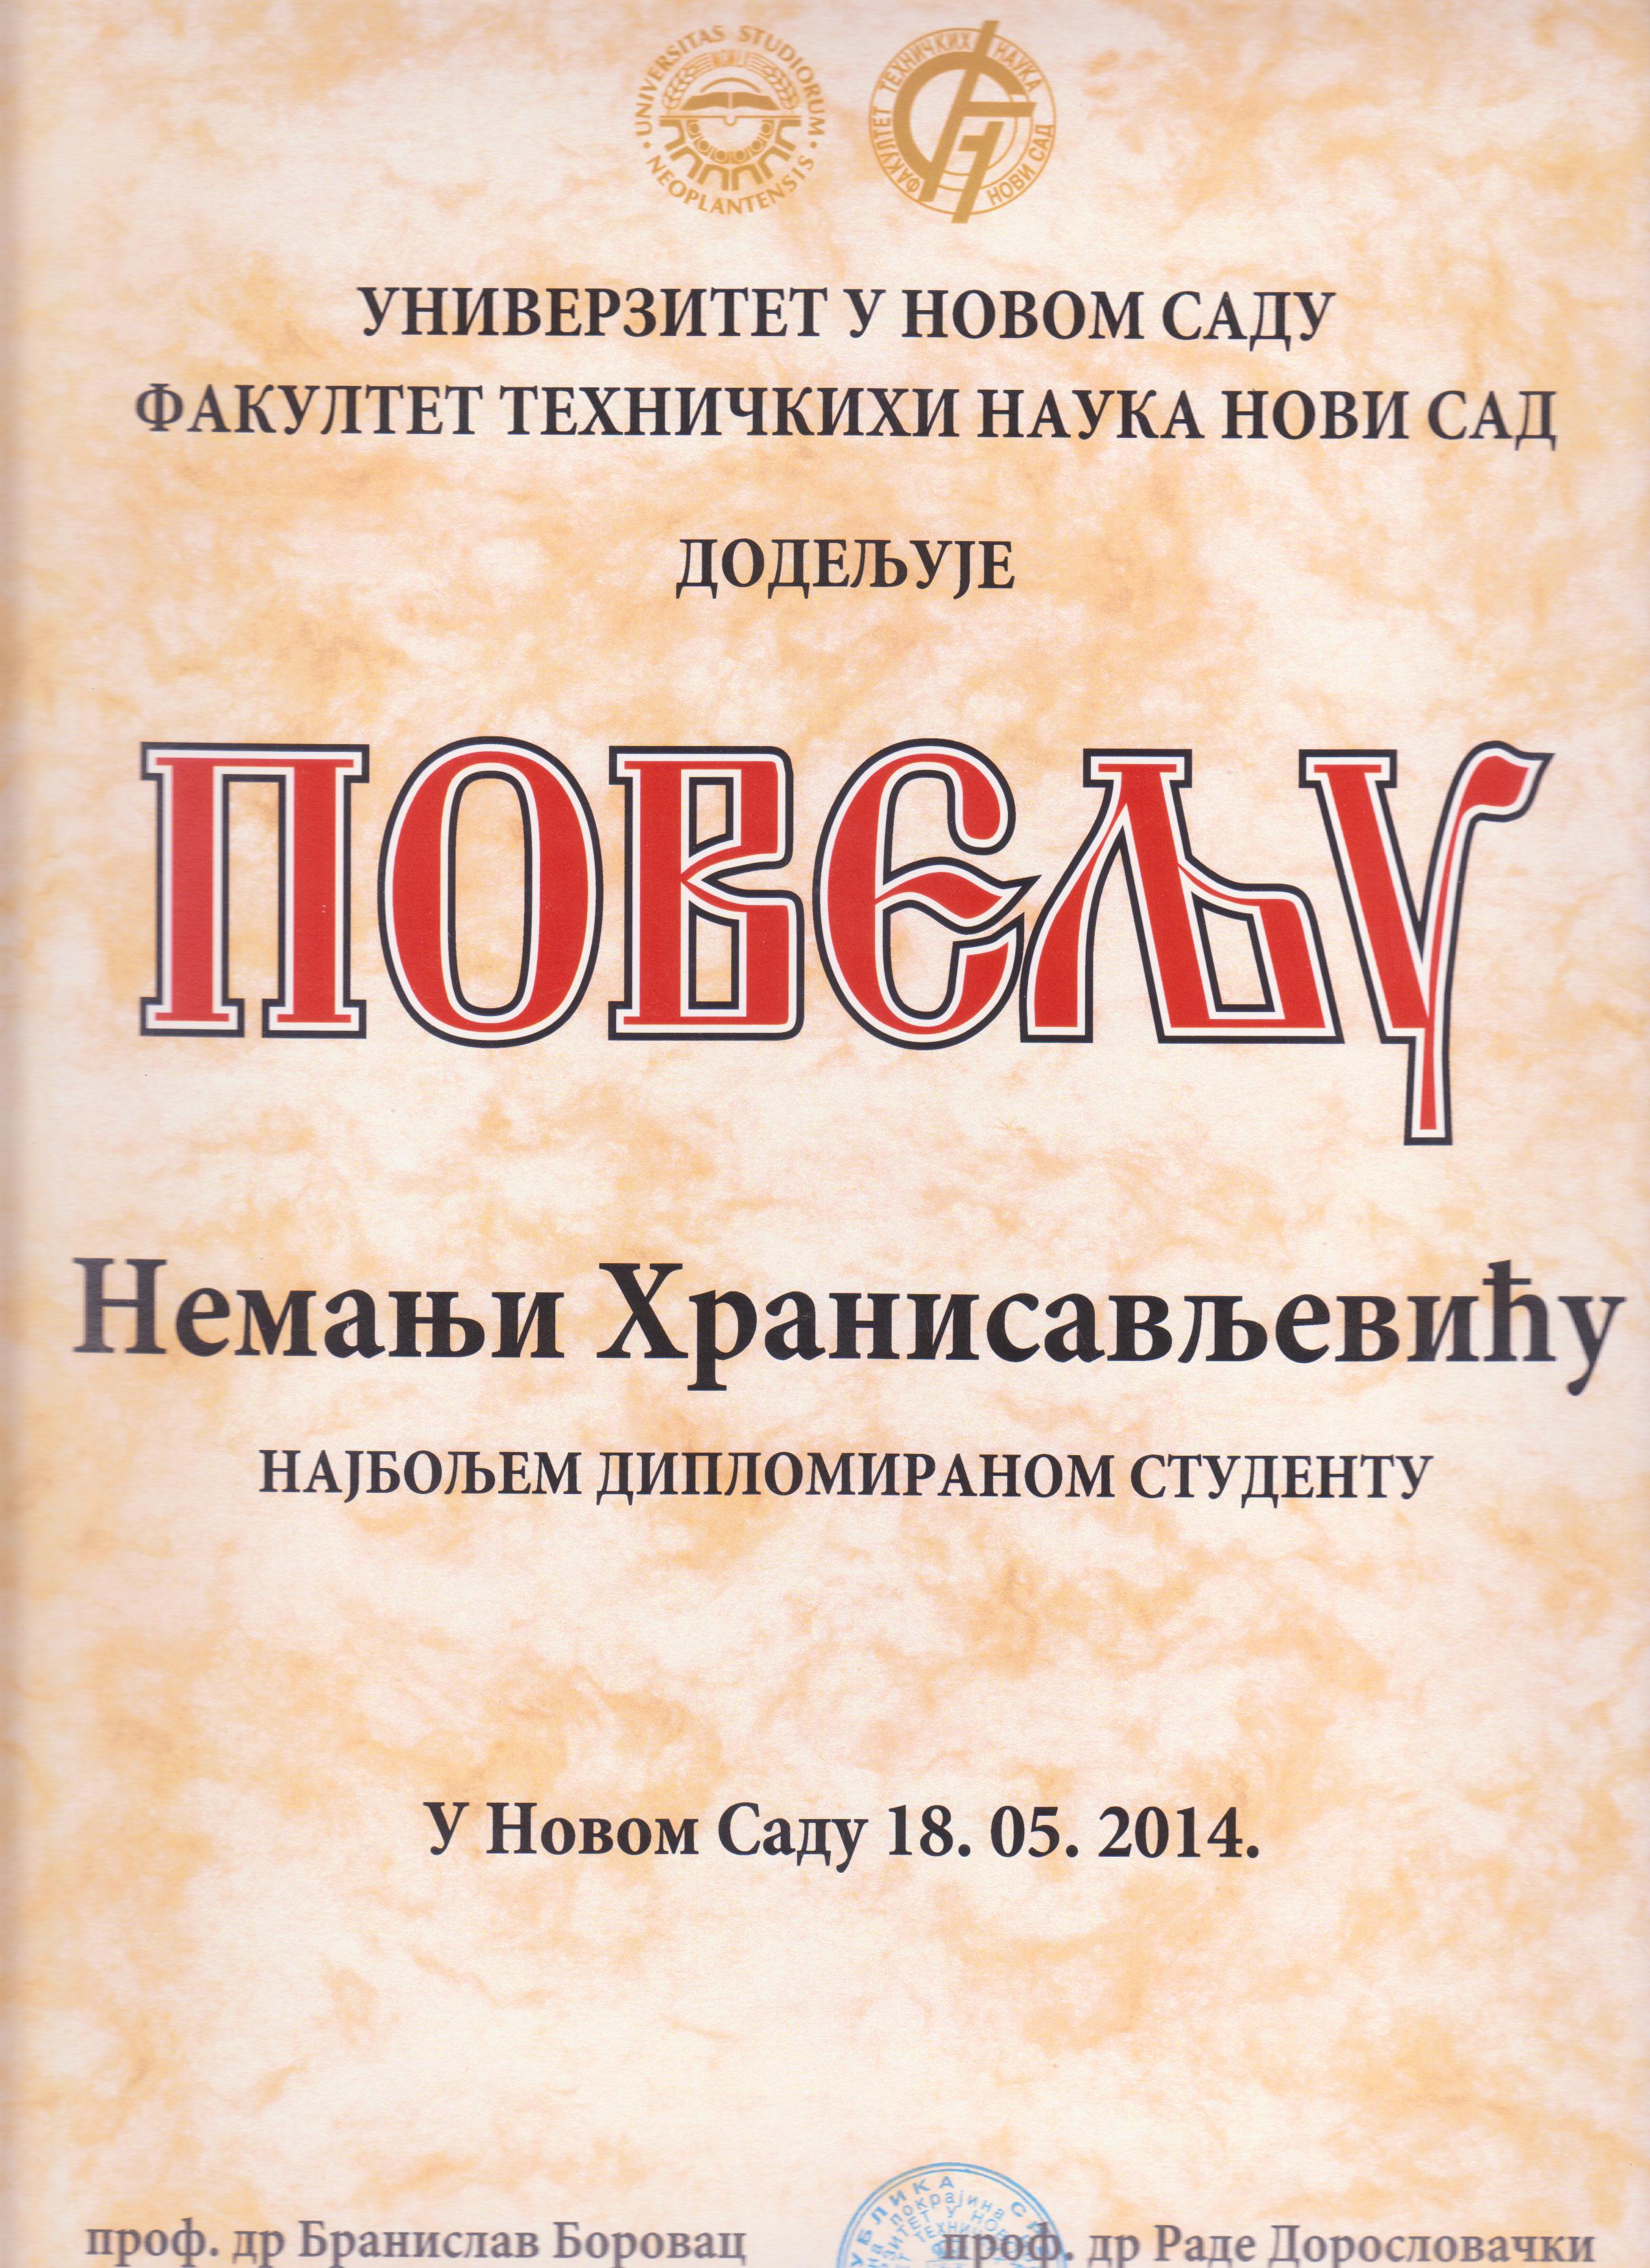 UNIVERSITAS STUDIORUM
NEOPLANTENSIS
ФАКУЛТЕТ ТЕХНИЧКИХ НАУКА
НОВИ САД
УНИВЕРЗИТЕТ У НОВОМ САДУ
ФАКУЛТЕТ ТЕХНИЧКИХИ НАУКА НОВИ САД
ДОДЕЉУЈЕ
ПОВЕЉУ
Немањи Хранисављевићу
НАЈБОЉЕМ ДИПЛОМИРАНОМ СТУДЕНТУ
У Новом Саду 18. 05. 2014.
проф. др Бранислав Боровац
проф. др Раде Дорословачки